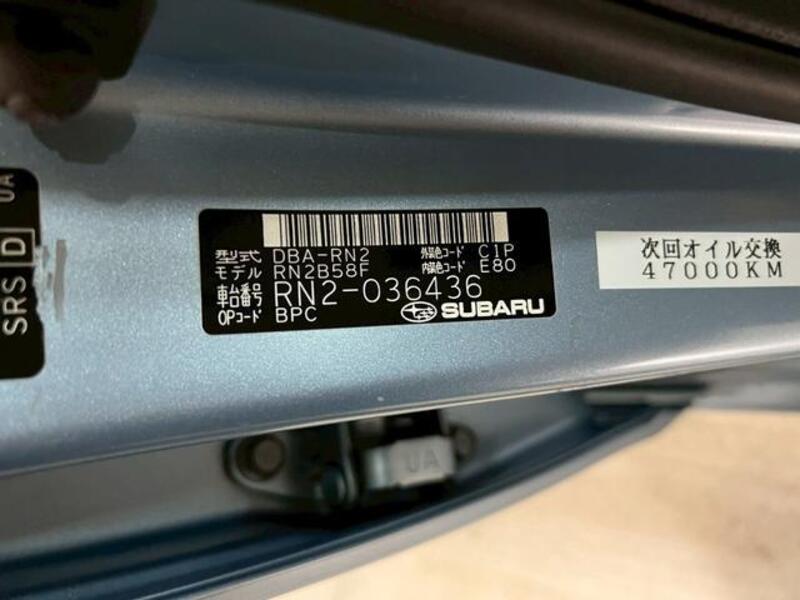 UA
SRS D
型式 DBA-RN2 外装色コード C1P
モデル RN2B58F 内装色コード E80
車台番号 RN2-036436
OPコード BPC SUBARU
次回オイル交換
47000KM
UA